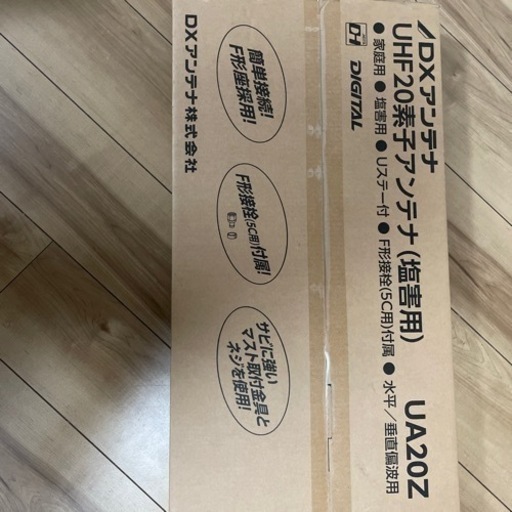 DXアンテナ
UHF20素子アンテナ(塩害用) UA20Z
● 家庭用 ● 塩害用 ● Uステー付 ● F形接栓(5C用)付属 ● 水平/垂直偏波用
DH DIGITAL
簡単接続!
F形座採用!
F形接栓(5C用)付属!
サビに強い
マスト取付金具と
ネジを使用!
DXアンテナ株式会社